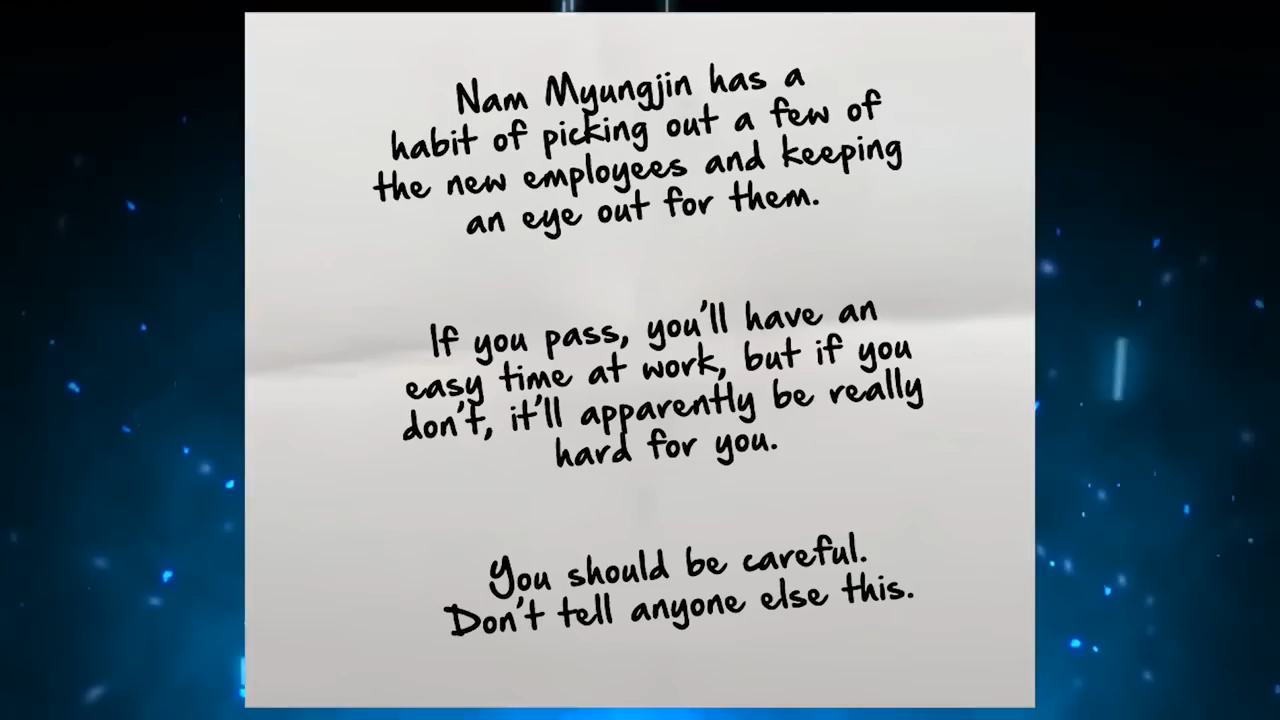 Nam Myungjin has a
habit of picking out a few of
the new employees and keeping
an eye out for them.
If you pass, you'll have an
easy time at work, but if you
don't, it'll apparently be really
hard for you.
You should be careful.
Don't tell anyone else this.